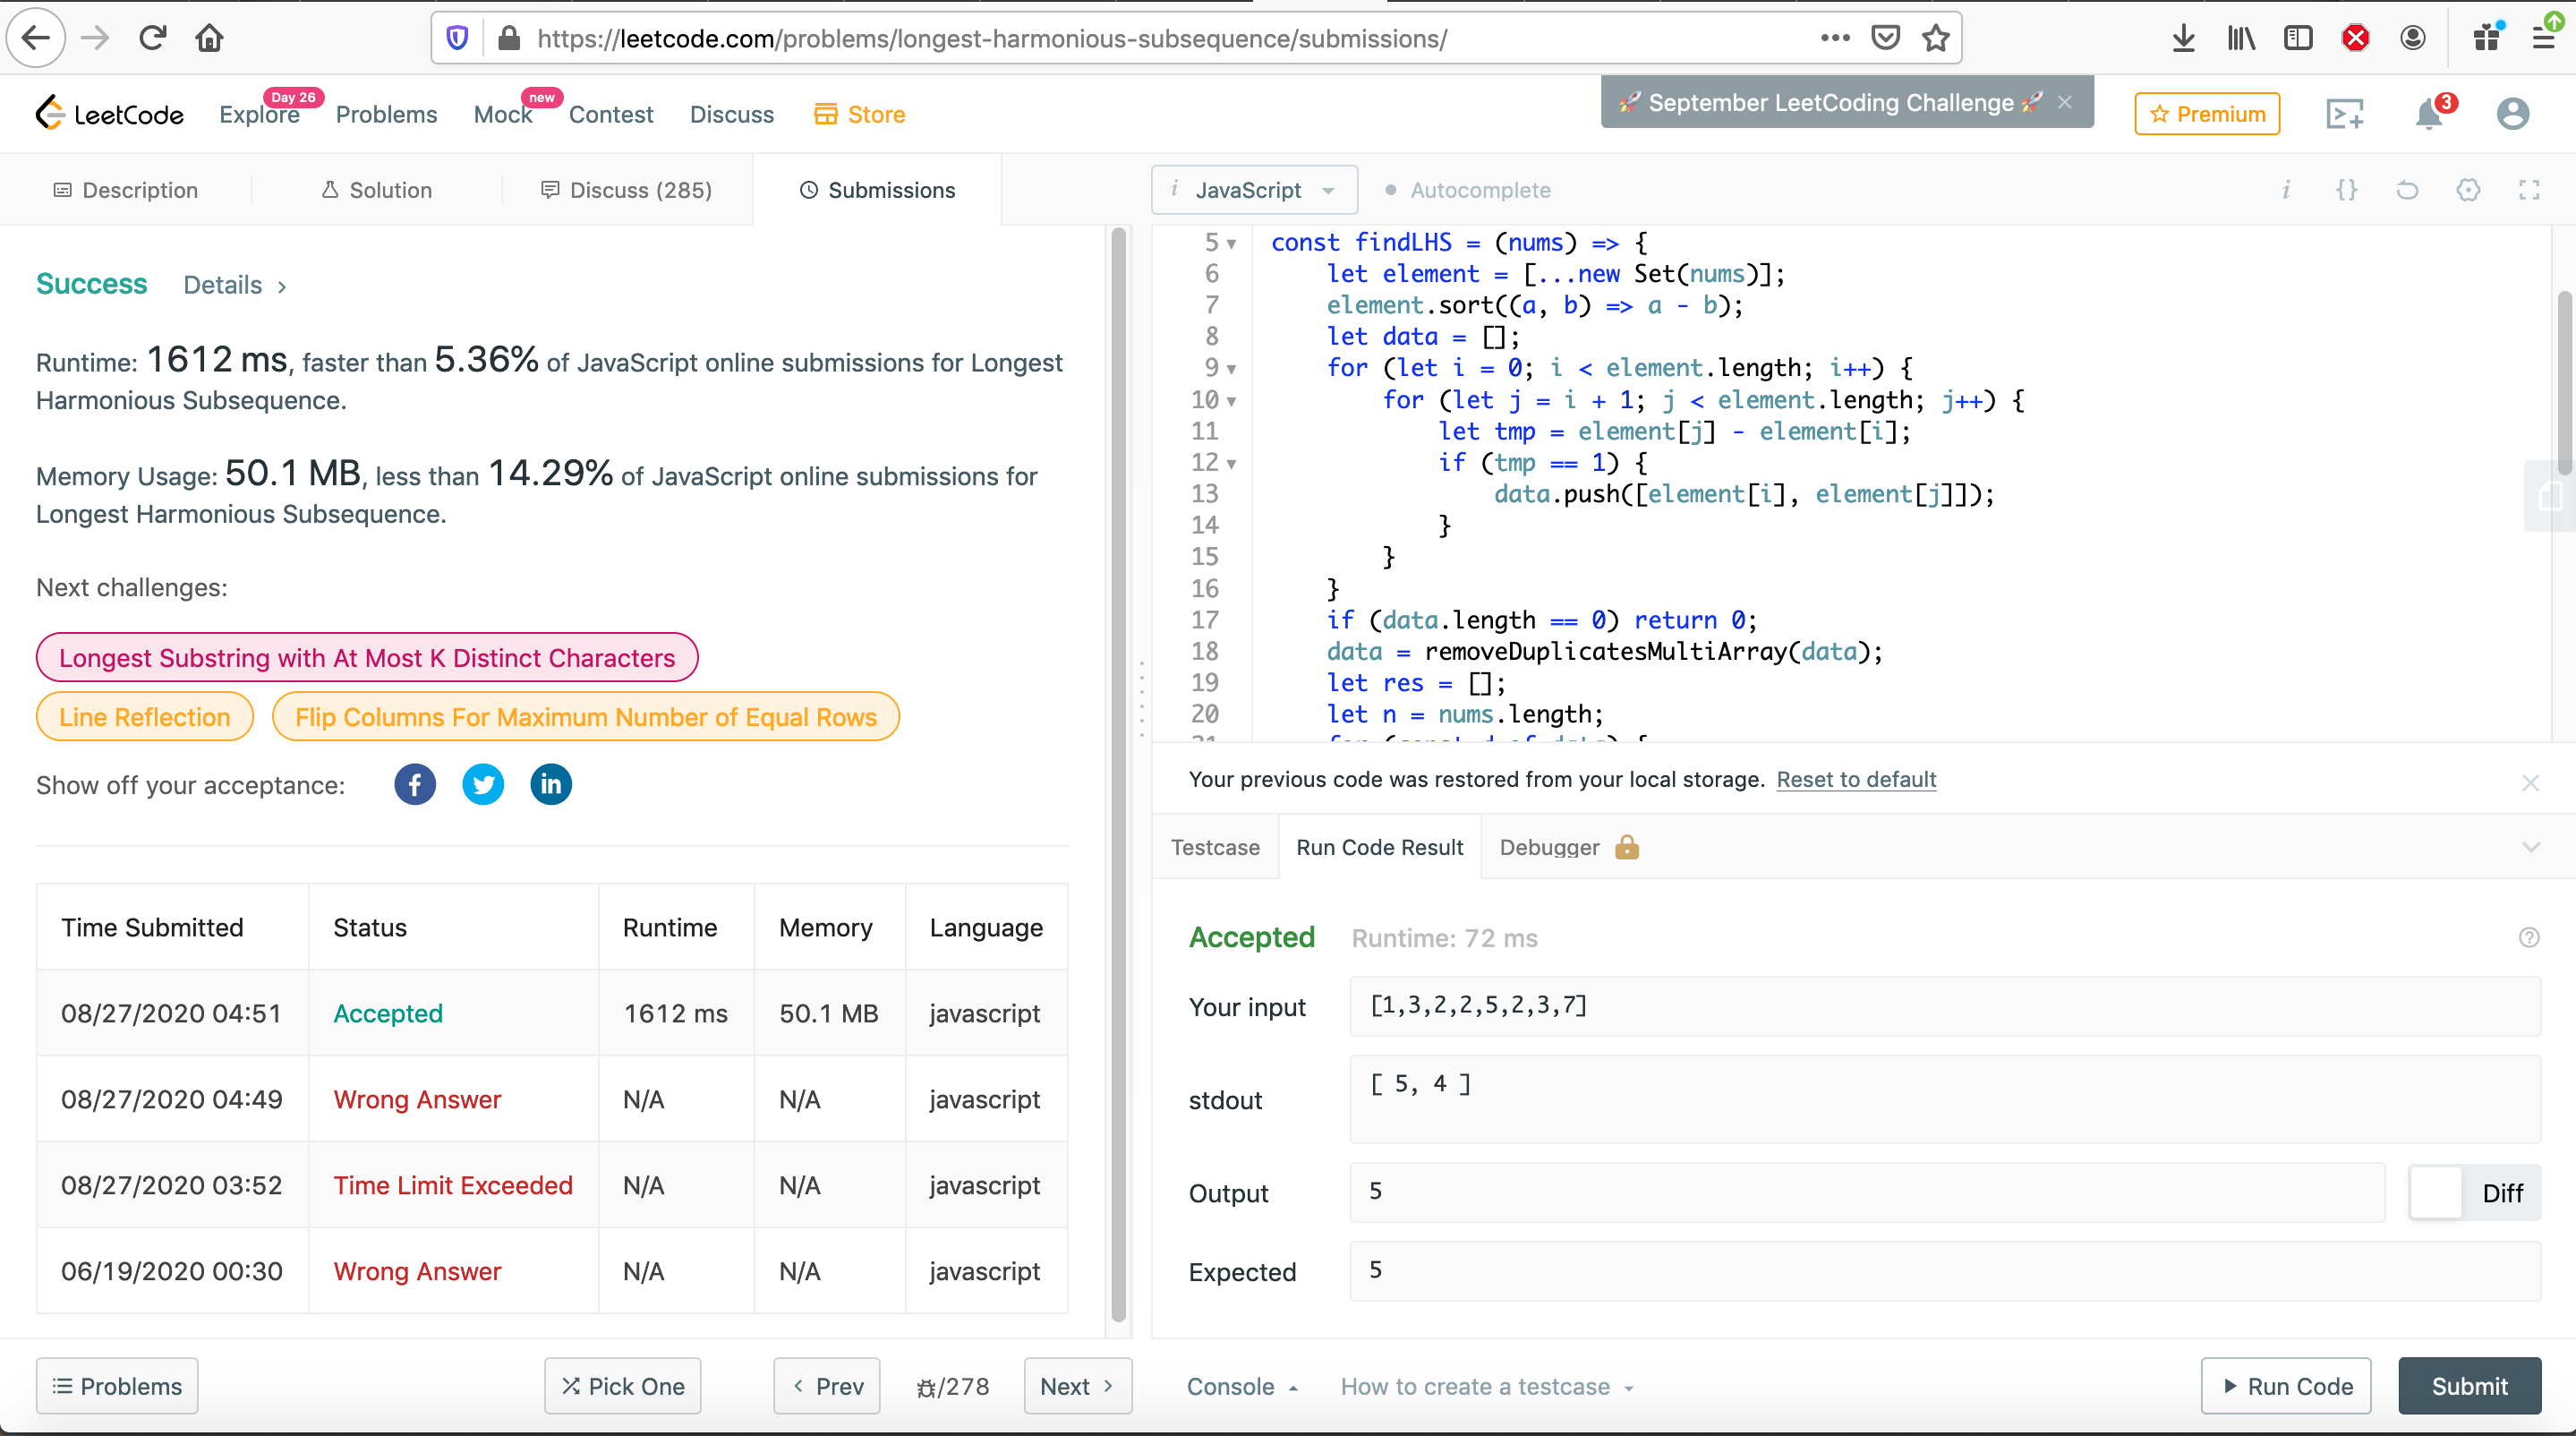 https://leetcode.com/problems/longest-harmonious-subsequence/submissions/
LeetCode
Explore
Day 26
Problems
Mock
new
Contest
Discuss
Store
🚀 September LeetCoding Challenge 🚀
Premium
3
Description
Solution
Discuss (285)
Submissions
i JavaScript
Autocomplete
Success Details
Runtime: 1612 ms, faster than 5.36% of JavaScript online submissions for Longest
Harmonious Subsequence.
Memory Usage: 50.1 MB, less than 14.29% of JavaScript online submissions for
Longest Harmonious Subsequence.
Next challenges:
Longest Substring with At Most K Distinct Characters
Line Reflection
Flip Columns For Maximum Number of Equal Rows
Show off your acceptance:
Time Submitted Status Runtime Memory Language
08/27/2020 04:51 Accepted 1612 ms 50.1 MB javascript
08/27/2020 04:49 Wrong Answer N/A N/A javascript
08/27/2020 03:52 Time Limit Exceeded N/A N/A javascript
06/19/2020 00:30 Wrong Answer N/A N/A javascript
Problems
Pick One
Prev
/278
Next
5 const findLHS = (nums) => {
6 let element = [...new Set(nums)];
7 element.sort((a, b) => a - b);
8 let data = [];
9 for (let i = 0; i < element.length; i++) {
10 for (let j = i + 1; j < element.length; j++) {
11 let tmp = element[j] - element[i];
12 if (tmp == 1) {
13 data.push([element[i], element[j]]);
14 }
15 }
16 }
17 if (data.length == 0) return 0;
18 data = removeDuplicatesMultiArray(data);
19 let res = [];
20 let n = nums.length;
21 for (const d of data) {
Your previous code was restored from your local storage. Reset to default
Testcase
Run Code Result
Debugger
Accepted Runtime: 72 ms
Your input [1,3,2,2,5,2,3,7]
stdout [ 5, 4 ]
Output 5
Diff
Expected 5
Console
How to create a testcase
Run Code
Submit